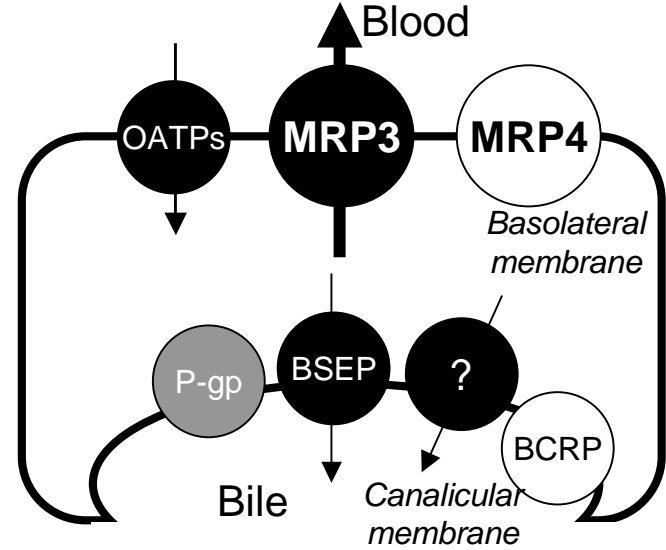 Blood
OATPs
MRP3
MRP4
Basolateral
membrane
P-gp
BSEP
?
BCRP
Bile
Canalicular
membrane